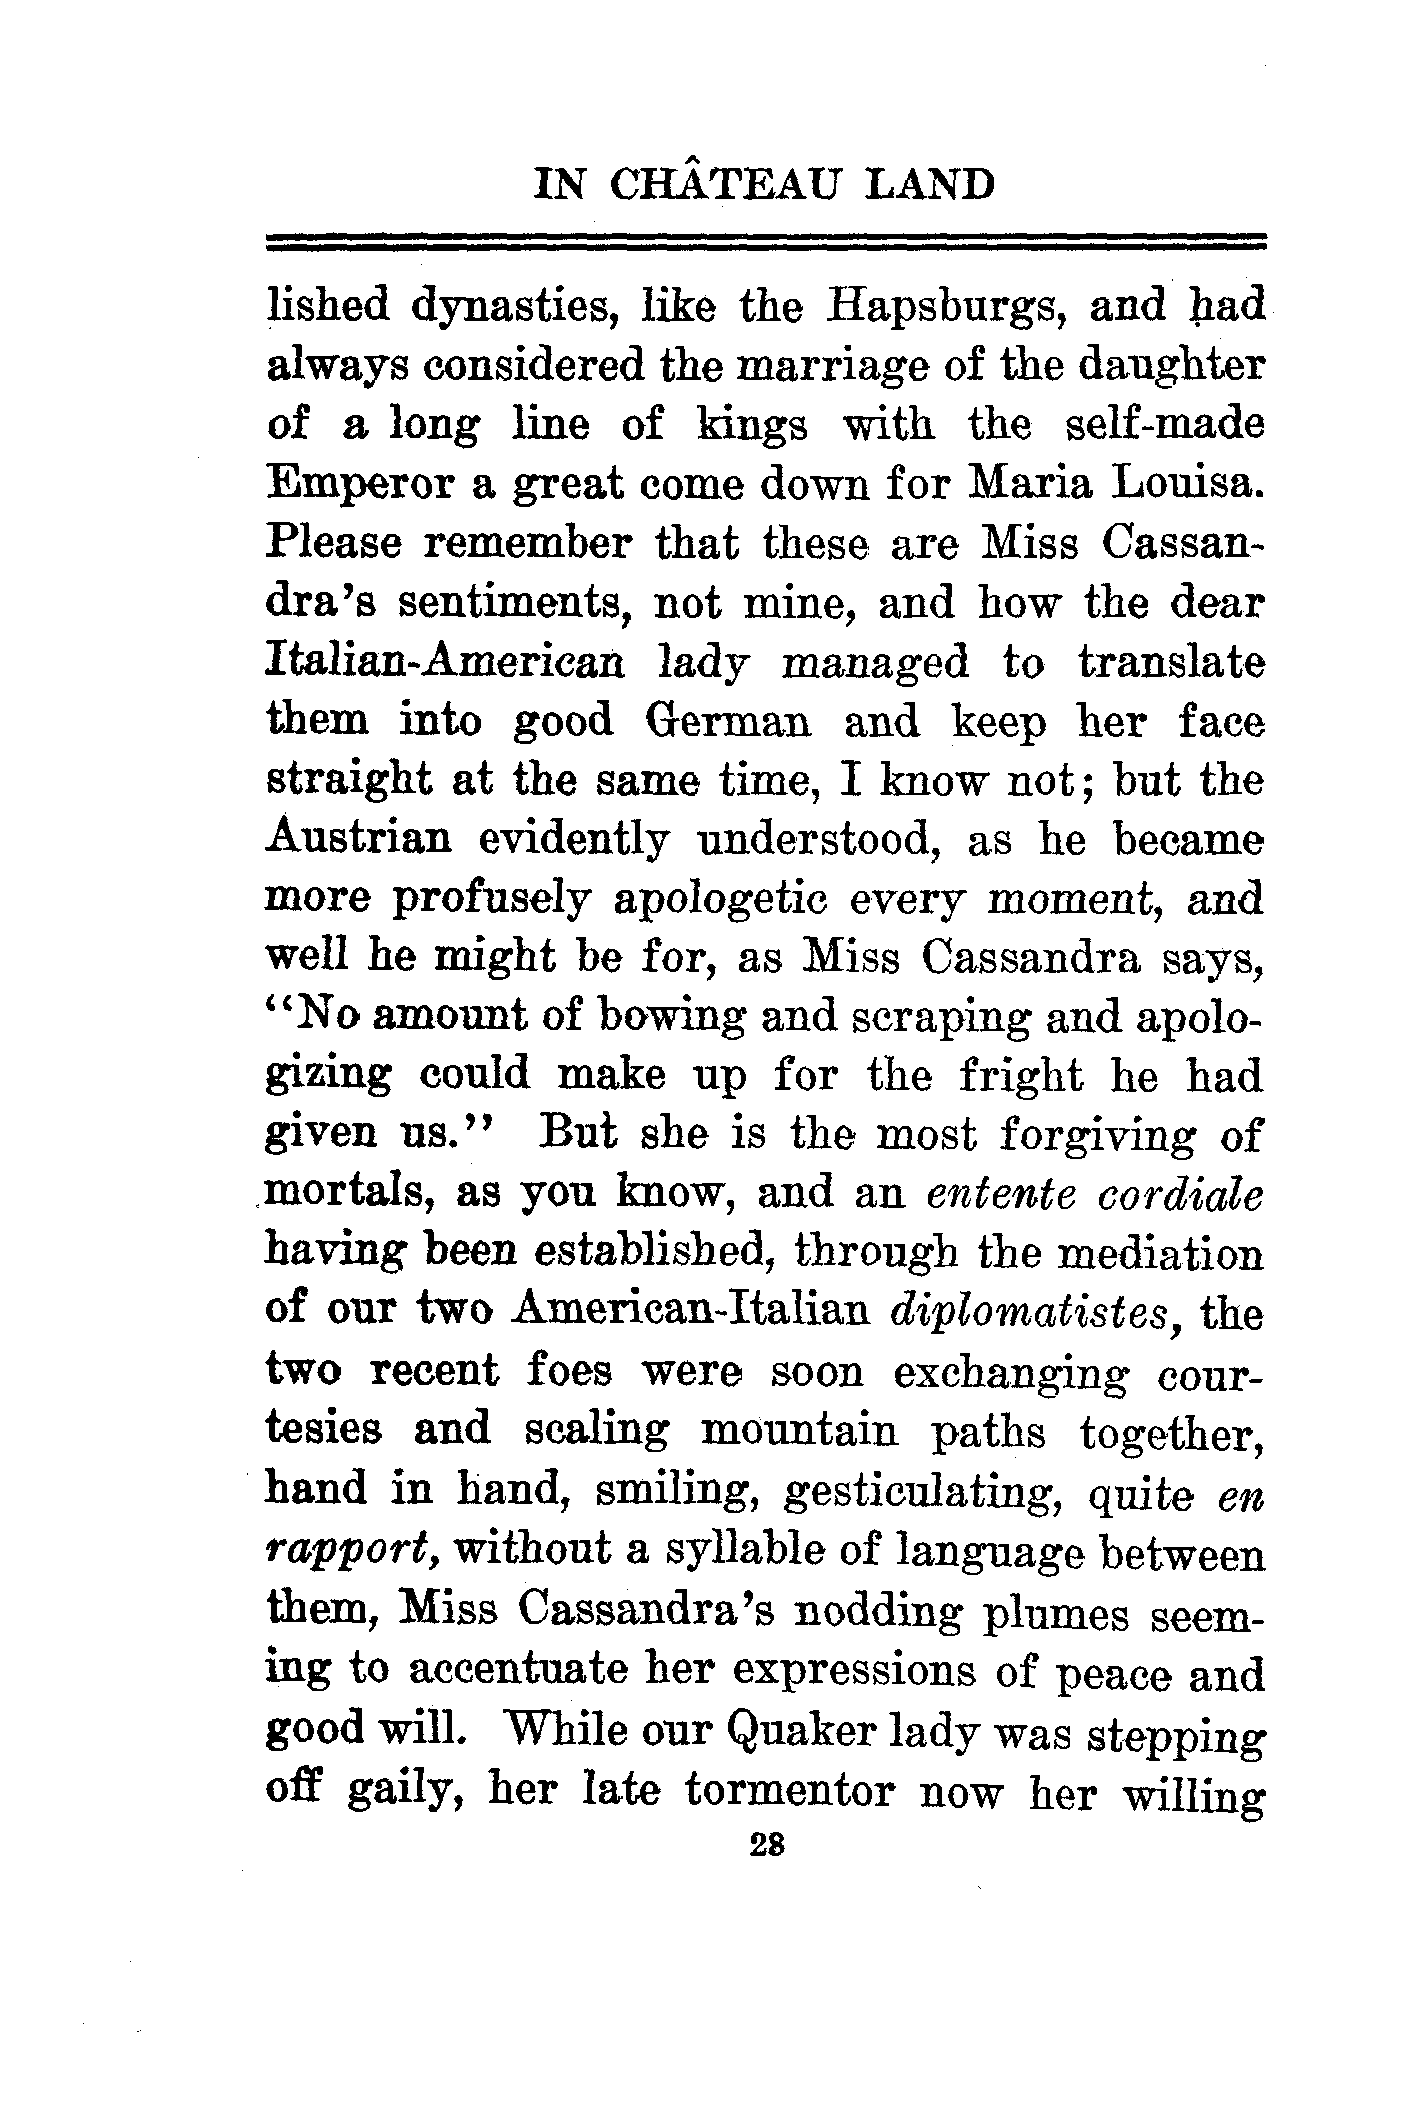 IN CHÂTEAU LAND
lished dynasties, like the Hapsburgs, and had
always considered the marriage of the daughter
of a long line of kings with the self-made
Emperor a great come down for Maria Louisa.
Please remember that these are Miss Cassan-
dra's sentiments, not mine, and how the dear
Italian-American lady managed to translate
them into good German and keep her face
straight at the same time, I know not; but the
Austrian evidently understood, as he became
more profusely apologetic every moment, and
well he might be for, as Miss Cassandra says,
"No amount of bowing and scraping and apolo-
gizing could make up for the fright he had
given us." But she is the most forgiving of
mortals, as you know, and an entente cordiale
having been established, through the mediation
of our two American-Italian diplomatistes, the
two recent foes were soon exchanging cour-
tesies and scaling mountain paths together,
hand in hand, smiling, gesticulating, quite en
rapport, without a syllable of language between
them, Miss Cassandra's nodding plumes seem-
ing to accentuate her expressions of peace and
good will. While our Quaker lady was stepping
off gaily, her late tormentor now her willing
28